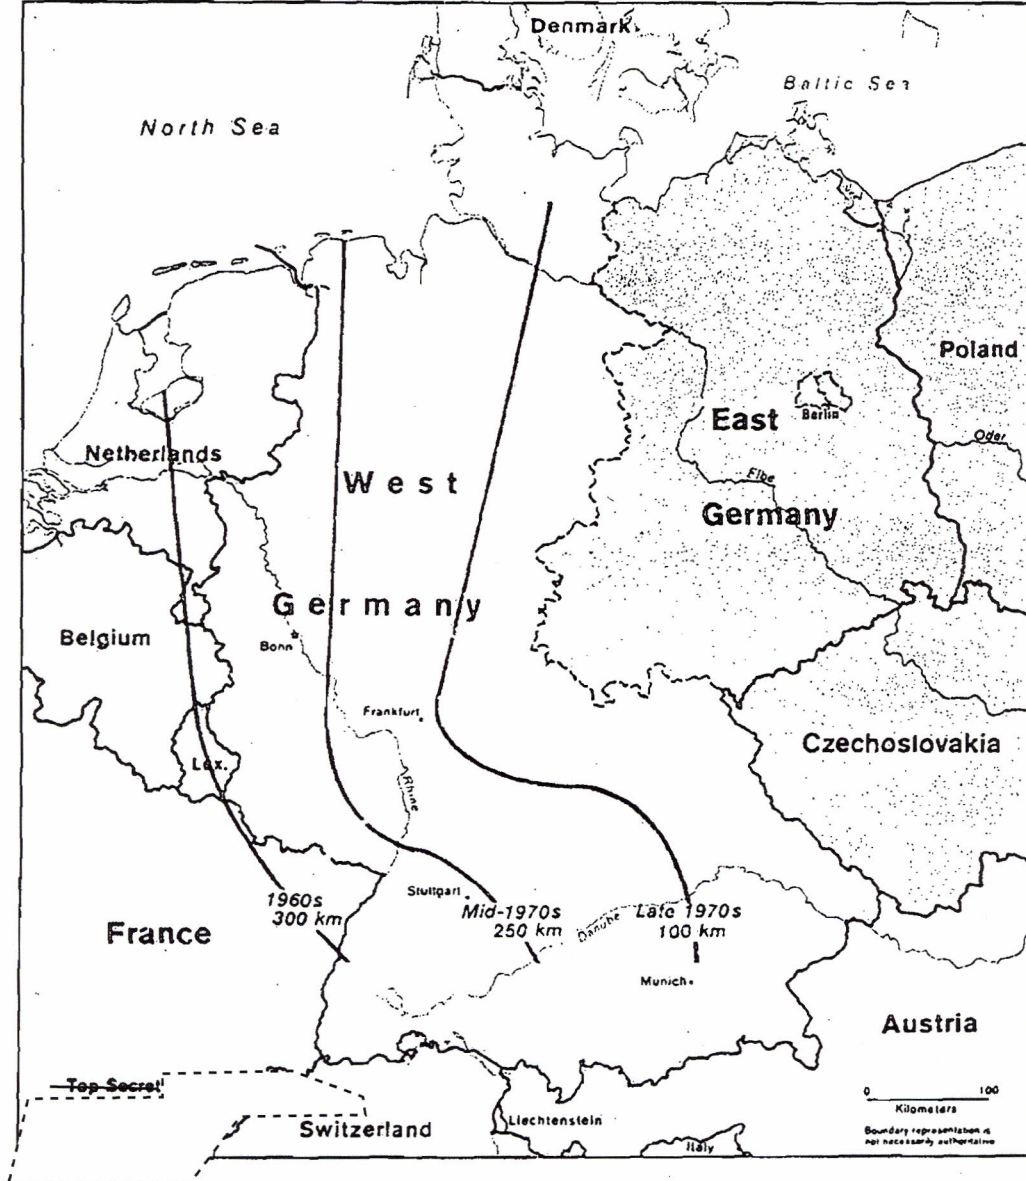 Denmark
Baltic Sea
North Sea
Poland
East
Berlin
Oder
Netherlands
West
Elbe
Germany
Germany
Belgium
Bonn
Frankfurt
Czechoslovakia
Lux.
Rhine
Stuttgart
1960s
300 km
Mid-1970s
250 km
Late 1970s
100 km
France
Danube
Munich
Austria
Top Secret
0 100
Kilometers
Boundary representation is
not necessarily authoritative
Liechtenstein
Switzerland
Italy